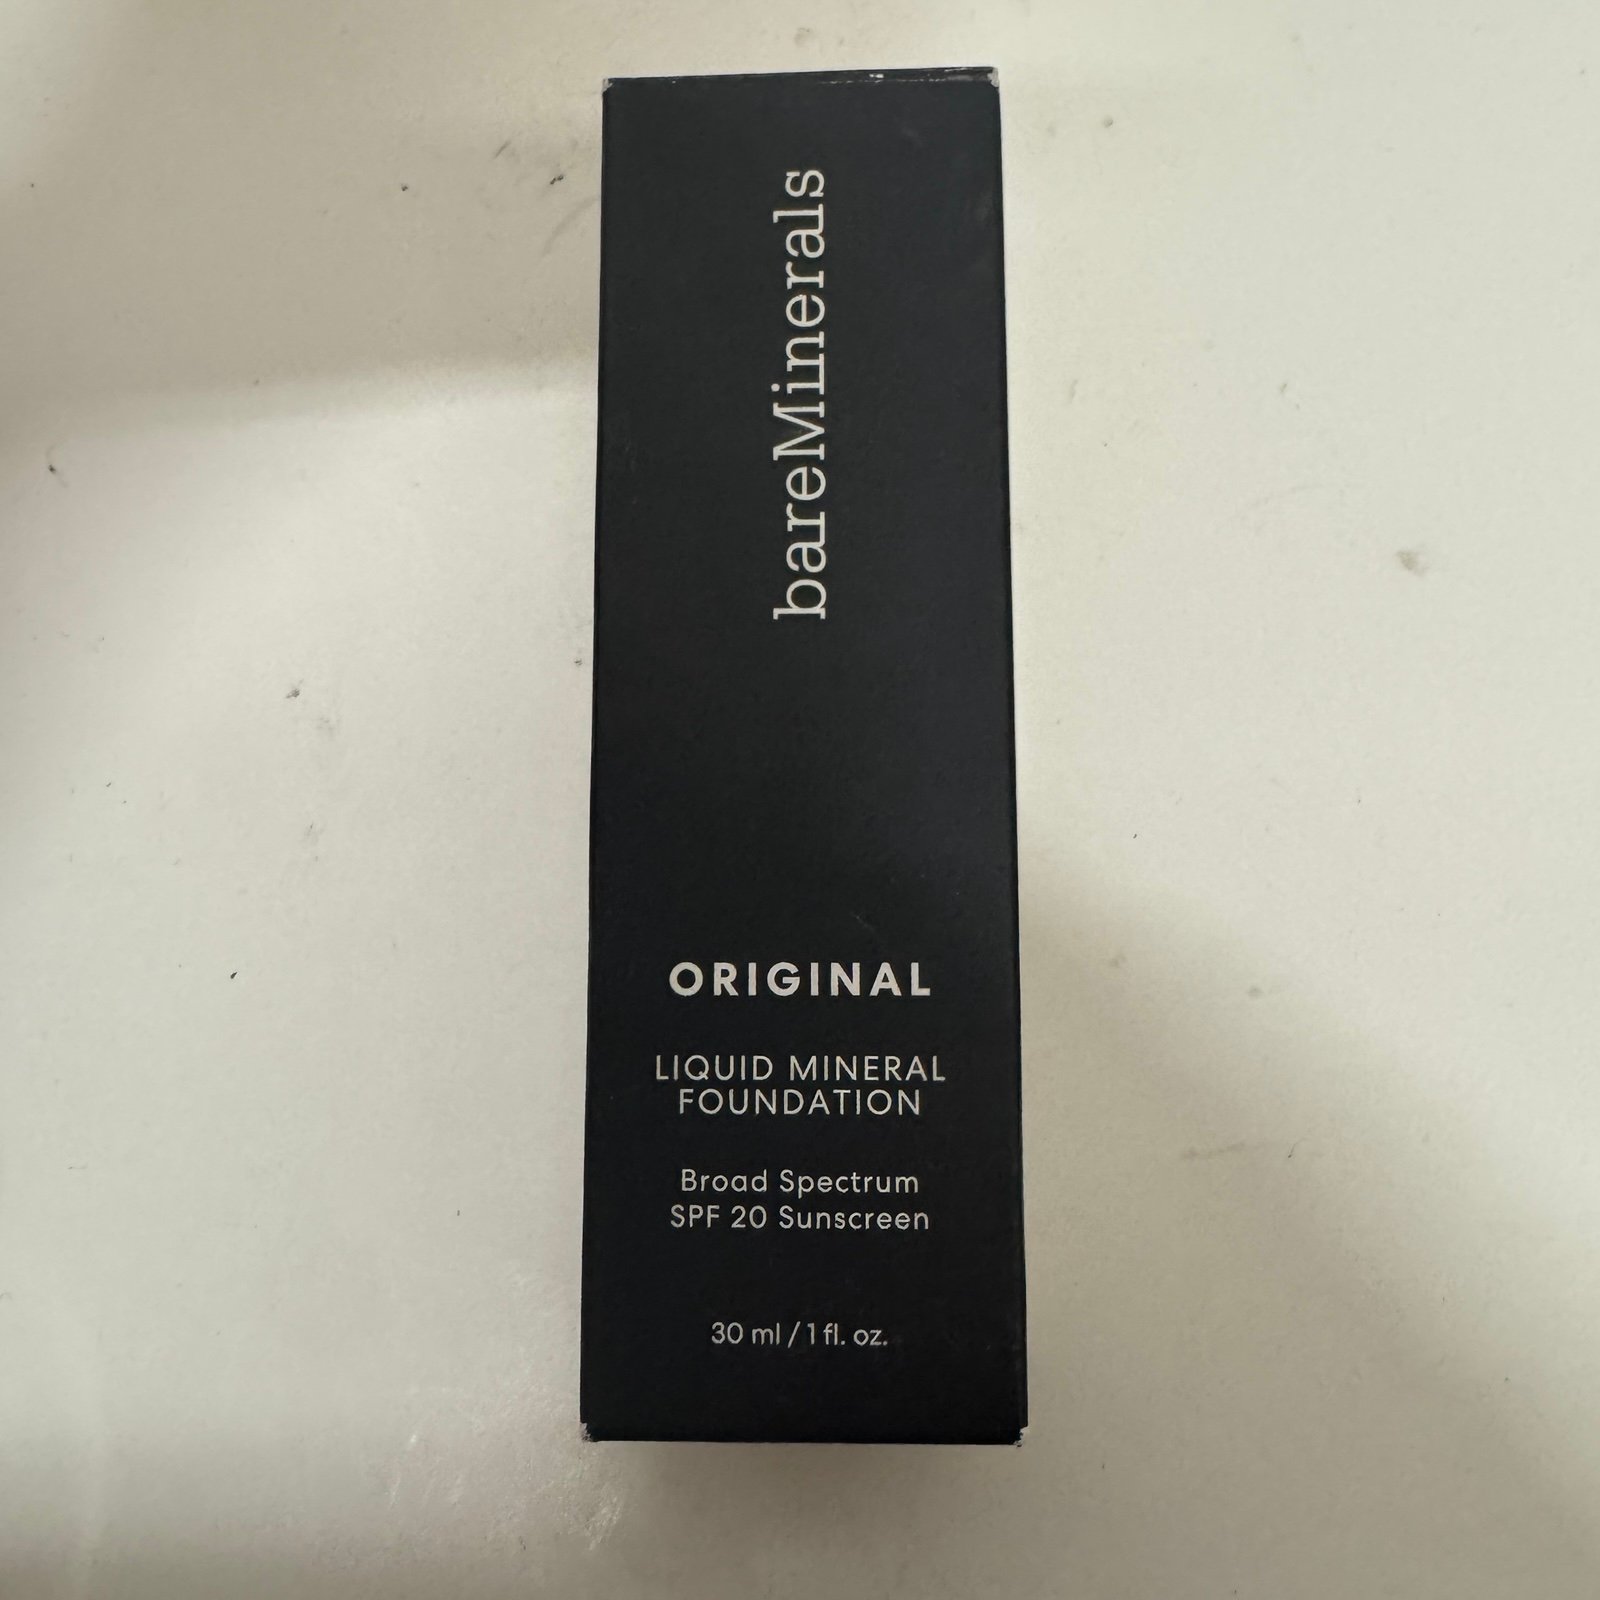 bareMinerals
ORIGINAL
LIQUID MINERAL
FOUNDATION
Broad Spectrum
SPF 20 Sunscreen
30 ml / 1 fl. oz.